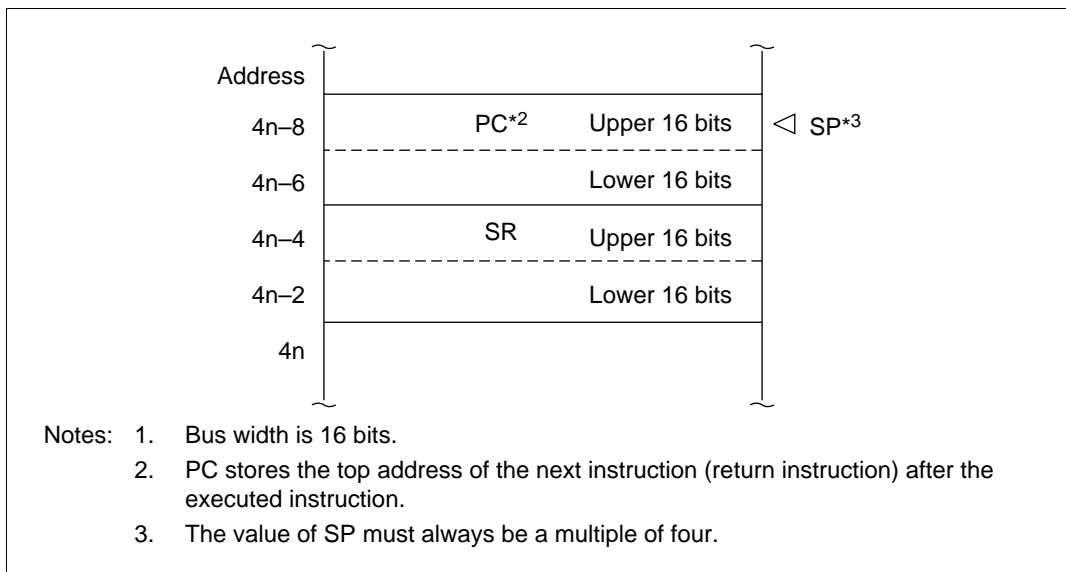 Address
4n–8 PC*2 Upper 16 bits SP*3
4n–6 Lower 16 bits
4n–4 SR Upper 16 bits
4n–2 Lower 16 bits
4n
Notes: 1. Bus width is 16 bits.
2. PC stores the top address of the next instruction (return instruction) after the
executed instruction.
3. The value of SP must always be a multiple of four.